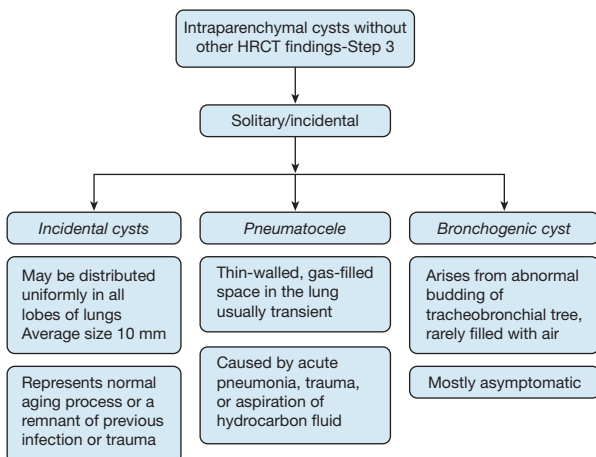 Intraparenchymal cysts without
other HRCT findings-Step 3
Solitary/incidental
Incidental cysts
May be distributed
uniformly in all
lobes of lungs
Average size 10 mm
Represents normal
aging process or a
remnant of previous
infection or trauma
Pneumatocele
Thin-walled, gas-filled
space in the lung
usually transient
Caused by acute
pneumonia, trauma,
or aspiration of
hydrocarbon fluid
Bronchogenic cyst
Arises from abnormal
budding of
tracheobronchial tree,
rarely filled with air
Mostly asymptomatic